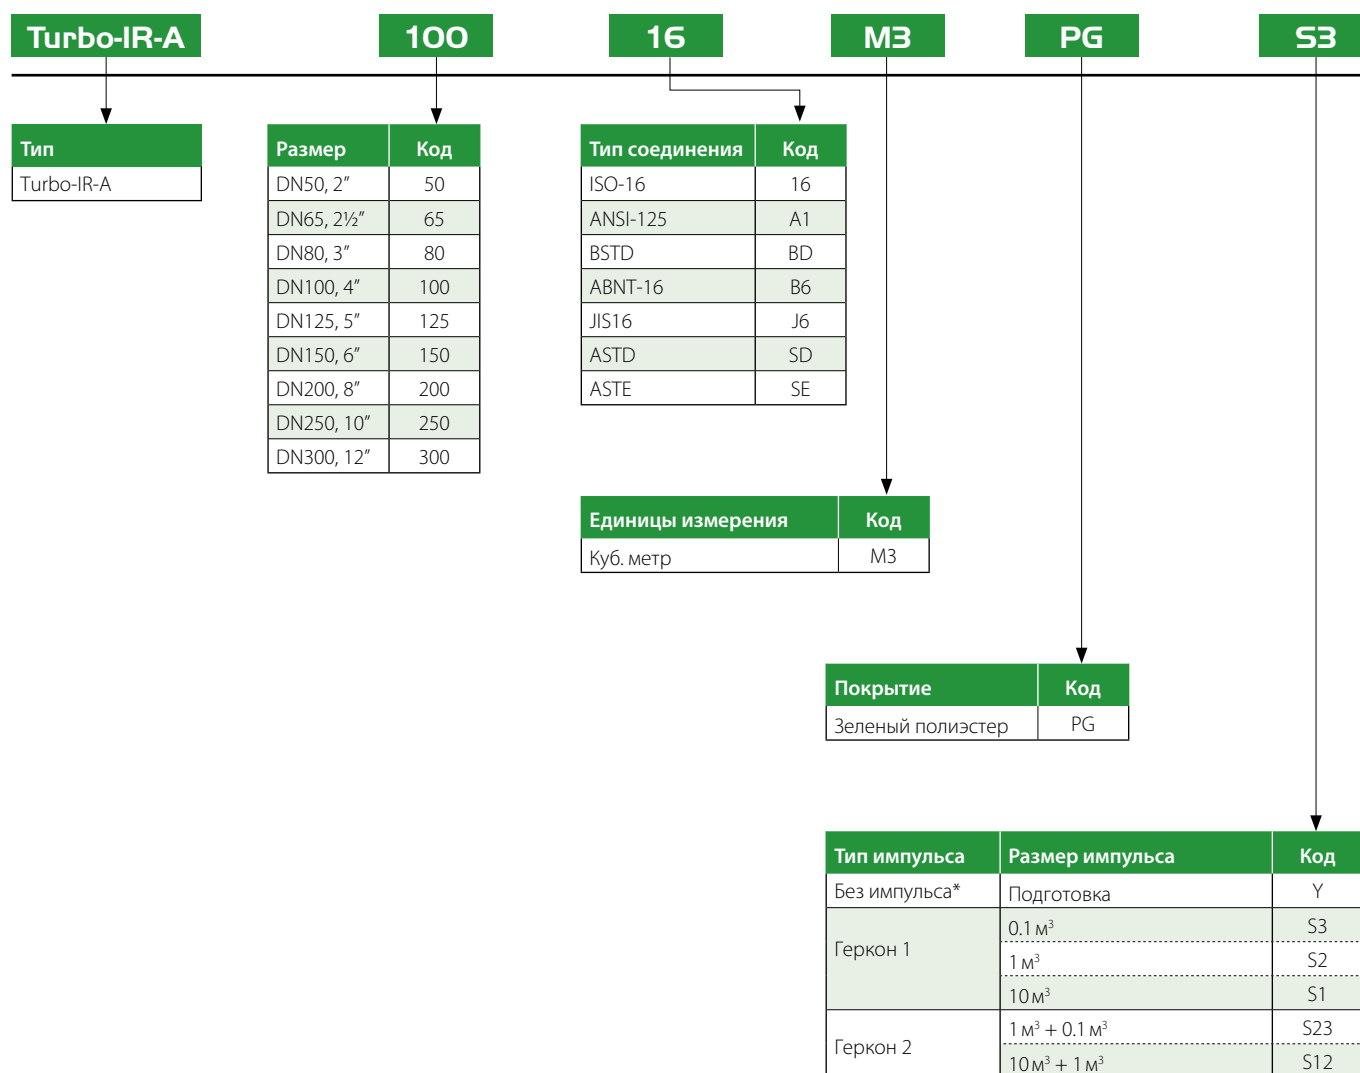 Turbo-IR-A 100 16 M3 PG S3
Тип
Turbo-IR-A
Размер Код
DN50, 2” 50
DN65, 2½” 65
DN80, 3” 80
DN100, 4” 100
DN125, 5” 125
DN150, 6” 150
DN200, 8” 200
DN250, 10” 250
DN300, 12” 300
Тип соединения Код
ISO-16 16
ANSI-125 A1
BSTD BD
ABNT-16 B6
JIS16 J6
ASTD SD
ASTE SE
Единицы измерения Код
Куб. метр M3
Покрытие Код
Зеленый полиэстер PG
Тип импульса Размер импульса Код
Без импульса* Подготовка Y
Геркон 1
0.1 м³ S3
1 м³ S2
10 м³ S1
Геркон 2
1 м³ + 0.1 м³ S23
10 м³ + 1 м³ S12